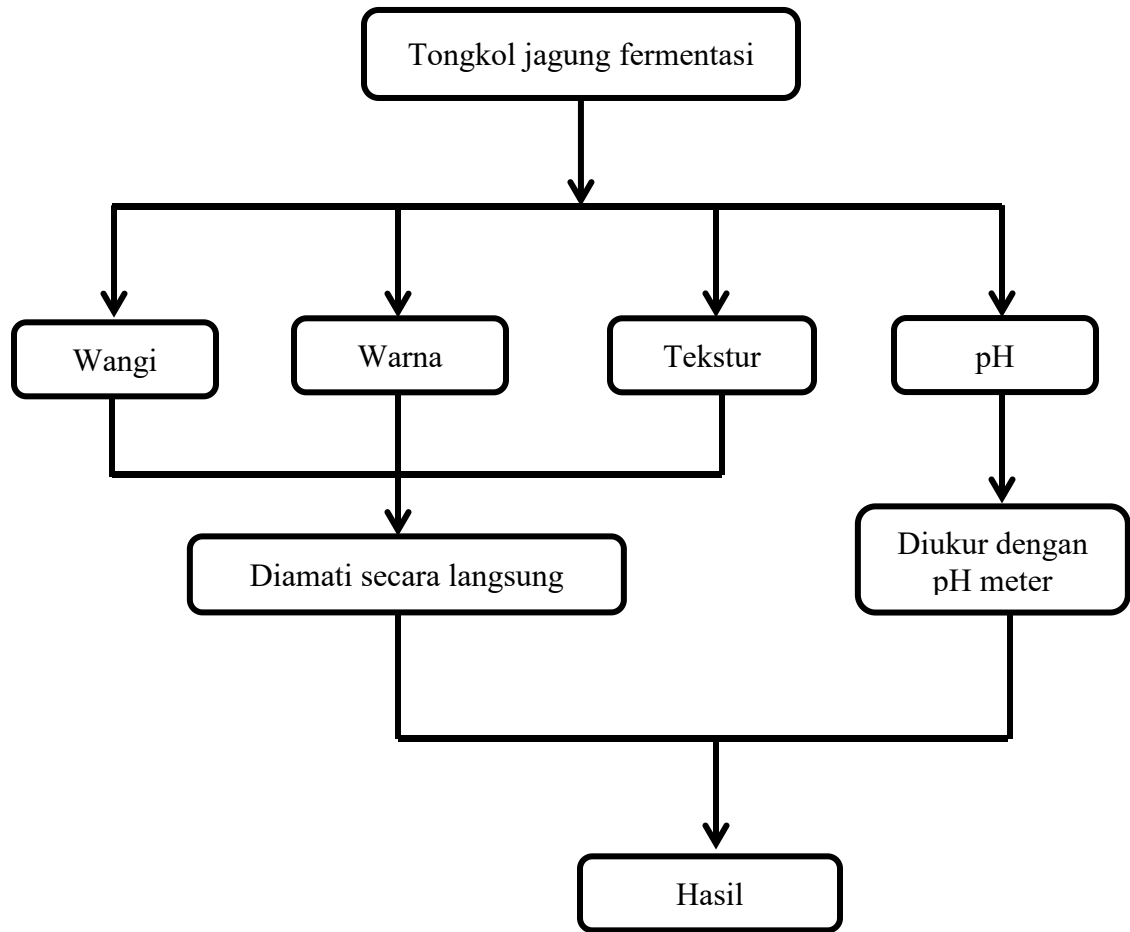 Tongkol jagung fermentasi
Wangi
Warna
Tekstur
pH
Diamati secara langsung
Diukur dengan
pH meter
Hasil